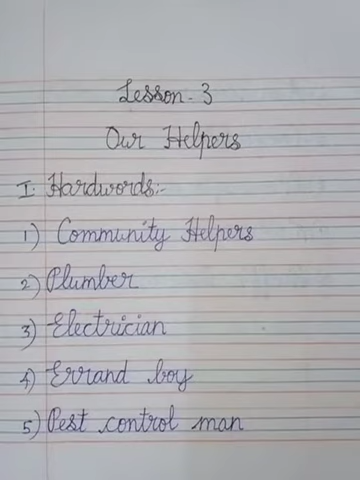 Lesson - 3
Our Helpers
I. Hardwords:-
1) Community Helpers
2) Plumber
3) Electrician
4) Errand boy
5) Pest control man